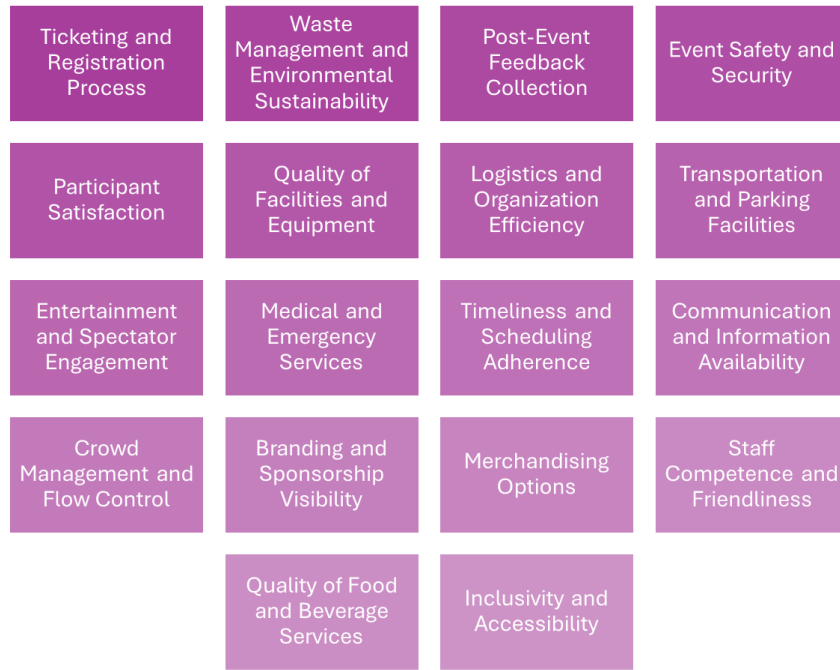 Ticketing and
Registration
Process
Waste
Management and
Environmental
Sustainability
Post-Event
Feedback
Collection
Event Safety and
Security
Participant
Satisfaction
Quality of
Facilities and
Equipment
Logistics and
Organization
Efficiency
Transportation
and Parking
Facilities
Entertainment
and Spectator
Engagement
Medical and
Emergency
Services
Timeliness and
Scheduling
Adherence
Communication
and Information
Availability
Crowd
Management and
Flow Control
Branding and
Sponsorship
Visibility
Merchandising
Options
Staff
Competence and
Friendliness
Quality of Food
and Beverage
Services
Inclusivity and
Accessibility